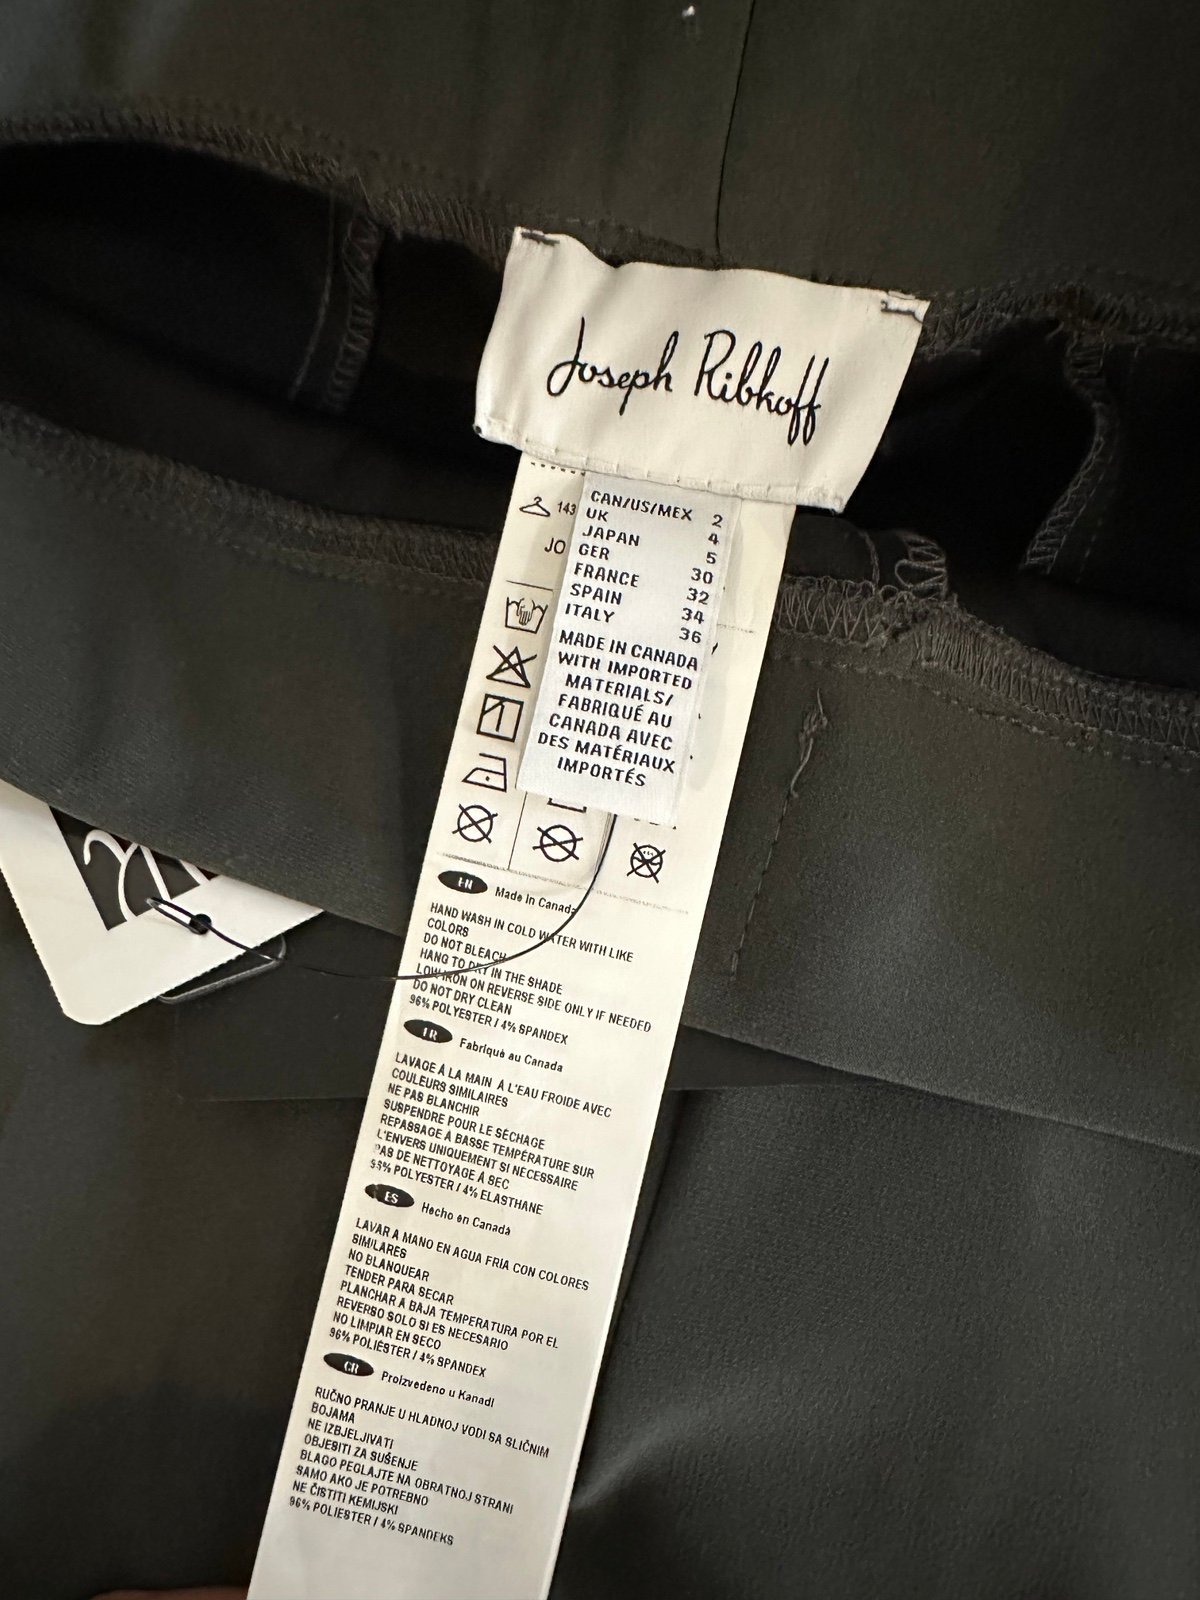 Joseph Ribkoff
CAN/US/MEX 2
UK 4
JAPAN 5
GER 30
FRANCE 32
SPAIN 34
ITALY 36
MADE IN CANADA
WITH IMPORTED
MATERIALS/
FABRIQUÉ AU
CANADA AVEC
DES MATÉRIAUX
IMPORTÉS
143
JO
EN Made in Canada
HAND WASH IN COLD WATER WITH LIKE
COLORS
DO NOT BLEACH
HANG TO DRY IN THE SHADE
LOW IRON ON REVERSE SIDE ONLY IF NEEDED
DO NOT DRY CLEAN
96% POLYESTER / 4% SPANDEX
FR Fabriqué au Canada
LAVAGE À LA MAIN À L'EAU FROIDE AVEC
COULEURS SIMILAIRES
NE PAS BLANCHIR
SUSPENDRE POUR LE SÉCHAGE
REPASSAGE À BASSE TEMPÉRATURE SUR
L'ENVERS UNIQUEMENT SI NECESSAIRE
PAS DE NETTOYAGE À SEC
96% POLYESTER / 4% ELASTHANE
ES Hecho en Canadá
LAVAR A MANO EN AGUA FRIA CON COLORES
SIMILARES
NO BLANQUEAR
TENDER PARA SECAR
PLANCHAR A BAJA TEMPERATURA POR EL
REVERSO SOLO SI ES NECESARIO
NO LIMPIAR EN SECO
96% POLIÉSTER / 4% SPANDEX
CR Proizvedeno u Kanadi
RUČNO PRANJE U HLADNOJ VODI SA SLIČNIM
BOJAMA
NE IZBJELJIVATI
OBJESITI ZA SUŠENJE
BLAGO PEGLAJTE NA OBRATNOJ STRANI
SAMO AKO JE POTREBNO
NE ČISTITI KEMIJSKI
96% POLIESTER / 4% SPANDEKS